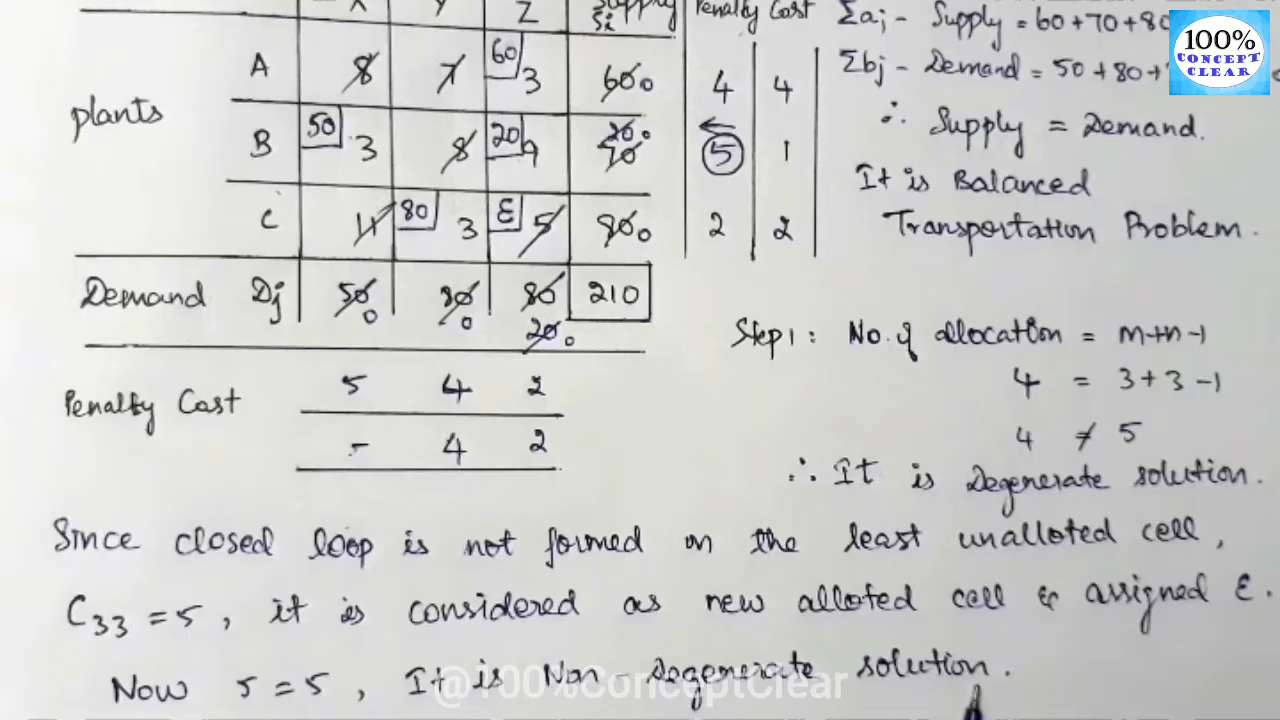 X Y Z Supply Si Penalty Cost Σai - Supply = 60+70+80
100% CONCEPT CLEAR
A 8 7 60 3 60 0 4 4 Σbj - Demand = 50+80+
plants
B 50 3 8 20 9 20 0 70 5 1 ∴ Supply = Demand.
It is Balanced
C 11 80 3 ε 5 80 0 2 2 Transportation Problem.
Demand Dj 50 0 80 0 80 20 0 210
Step1: No. of allocation = m+n-1
4 = 3+3-1
4 ≠ 5
∴ It is Degenerate solution.
Penalty Cost 5 4 2
- 4 2
Since closed loop is not formed on the least unalloted cell,
C33 = 5, it is considered as new alloted cell & assigned ε.
Now 5 = 5, It is Non-Degenerate solution.
@100%ConceptClear